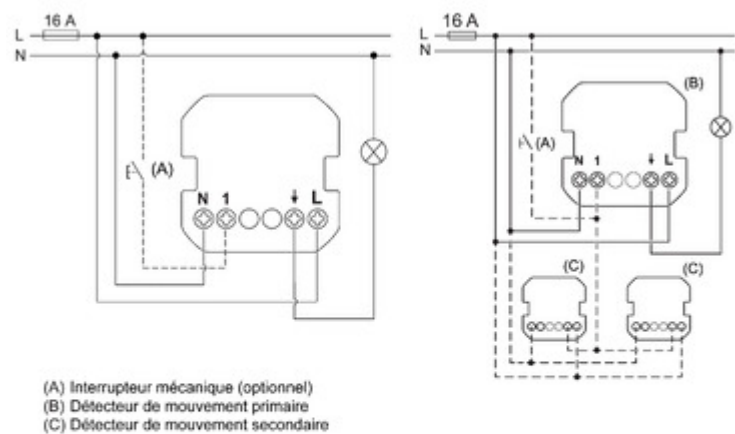 16 A
L
N
(A)
N 1 ↓ L
16 A
L
N
(B)
(A)
N 1 ↓ L
(C) (C)
(A) Interrupteur mécanique (optionnel)
(B) Détecteur de mouvement primaire
(C) Détecteur de mouvement secondaire